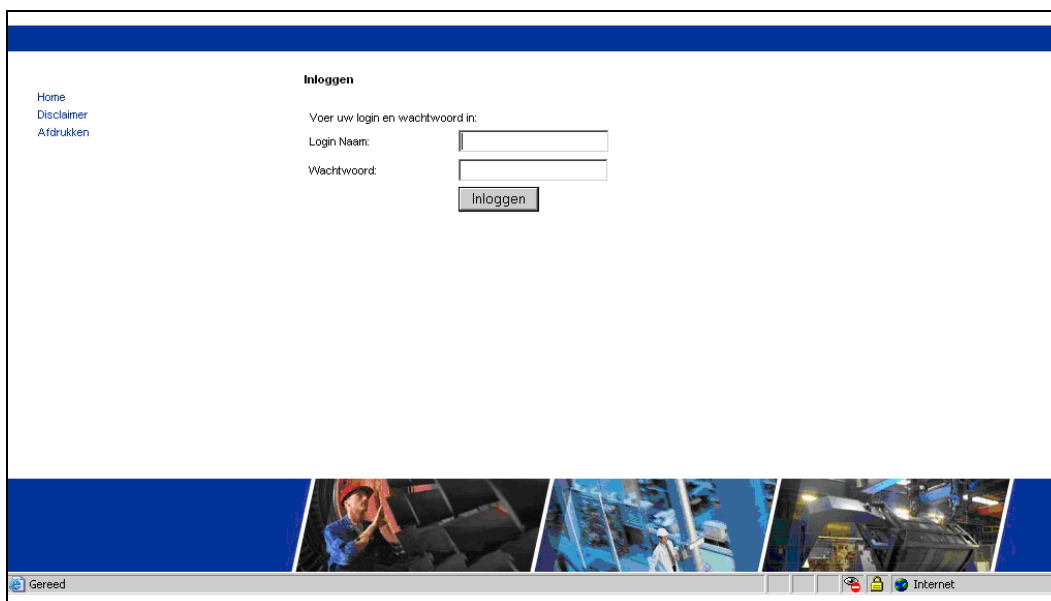 Inloggen
Home
Disclaimer
Afdrukken
Voer uw login en wachtwoord in:
Login Naam:
Wachtwoord:
Inloggen
Gereed
Internet